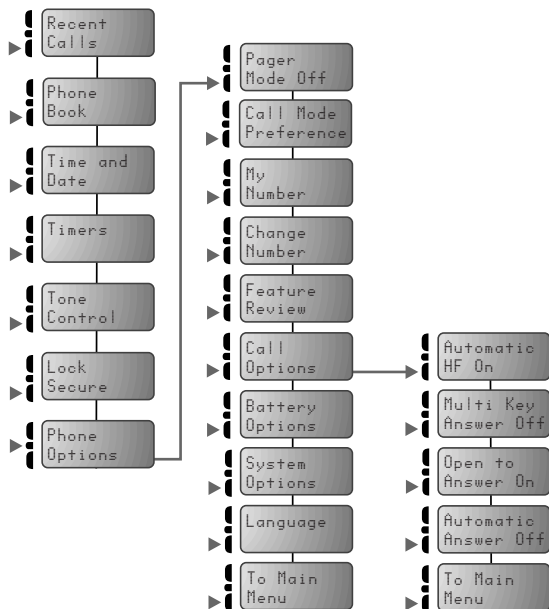 Recent
Calls
Phone
Book
Time and
Date
Timers
Tone
Control
Lock
Secure
Phone
Options
Pager
Mode Off
Call Mode
Preference
My
Number
Change
Number
Feature
Review
Call
Options
Battery
Options
System
Options
Language
To Main
Menu
Automatic
HF On
Multi Key
Answer Off
Open to
Answer On
Automatic
Answer Off
To Main
Menu